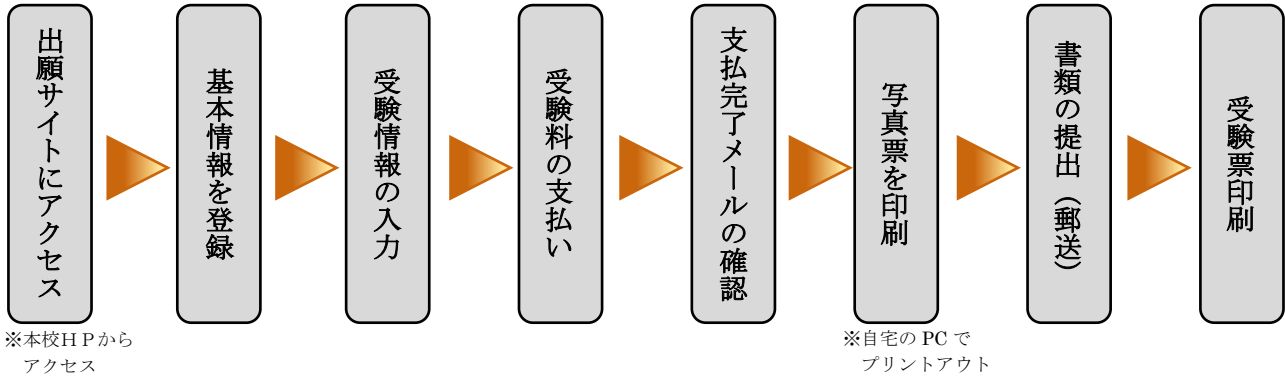 出願サイトにアクセス
※本校ＨＰから
アクセス
基本情報を登録
受験情報の入力
受験料の支払い
支払完了メールの確認
写真票を印刷
※自宅の PC で
プリントアウト
書類の提出（郵送）
受験票印刷